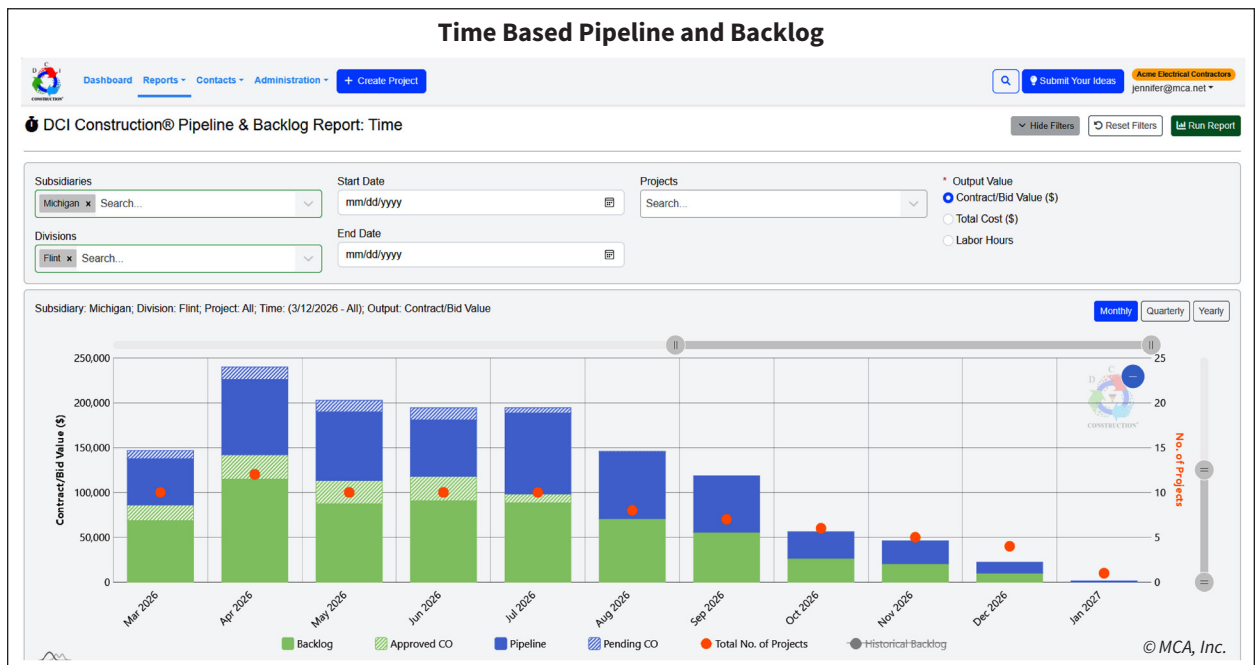 Time Based Pipeline and Backlog
D C I
CONSTRUCTION®
Dashboard Reports Contacts Administration + Create Project
Submit Your Ideas
Acme Electrical Contractors
jennifer@mca.net
DCI Construction® Pipeline & Backlog Report: Time
Hide Filters Reset Filters Run Report
Subsidiaries
Michigan x Search...
Divisions
Flint x Search...
Start Date
mm/dd/yyyy
End Date
mm/dd/yyyy
Projects
Search...
* Output Value
Contract/Bid Value ($)
Total Cost ($)
Labor Hours
Subsidiary: Michigan; Division: Flint; Project: All; Time: (3/12/2026 - All); Output: Contract/Bid Value
Monthly Quarterly Yearly
Contract/Bid Value ($)
250,000
200,000
150,000
100,000
50,000
0
25
20
15
10
5
0
No. of Projects
D C
CONSTRUCTION®
Mar 2026 Apr 2026 May 2026 Jun 2026 Jul 2026 Aug 2026 Sep 2026 Oct 2026 Nov 2026 Dec 2026 Jan 2027
Backlog Approved CO Pipeline Pending CO Total No. of Projects Historical Backlog
© MCA, Inc.